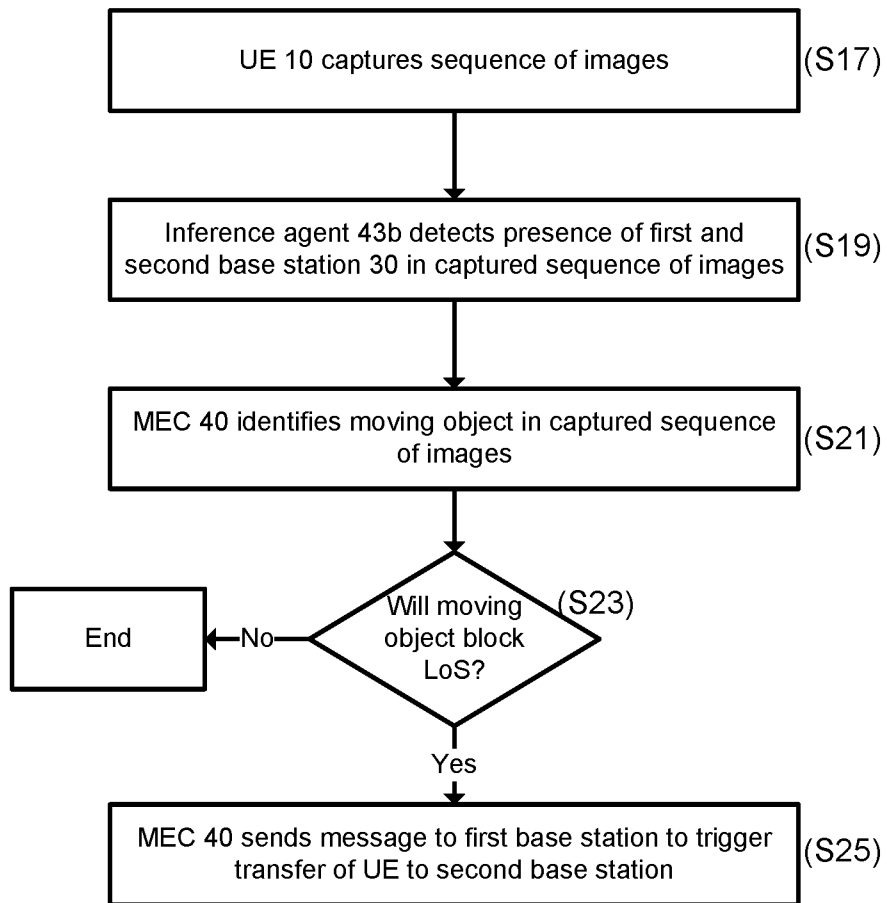 UE 10 captures sequence of images
(S17)
Inference agent 43b detects presence of first and
second base station 30 in captured sequence of images
(S19)
MEC 40 identifies moving object in captured sequence
of images
(S21)
Will moving
object block
LoS?
(S23)
No
End
Yes
MEC 40 sends message to first base station to trigger
transfer of UE to second base station
(S25)